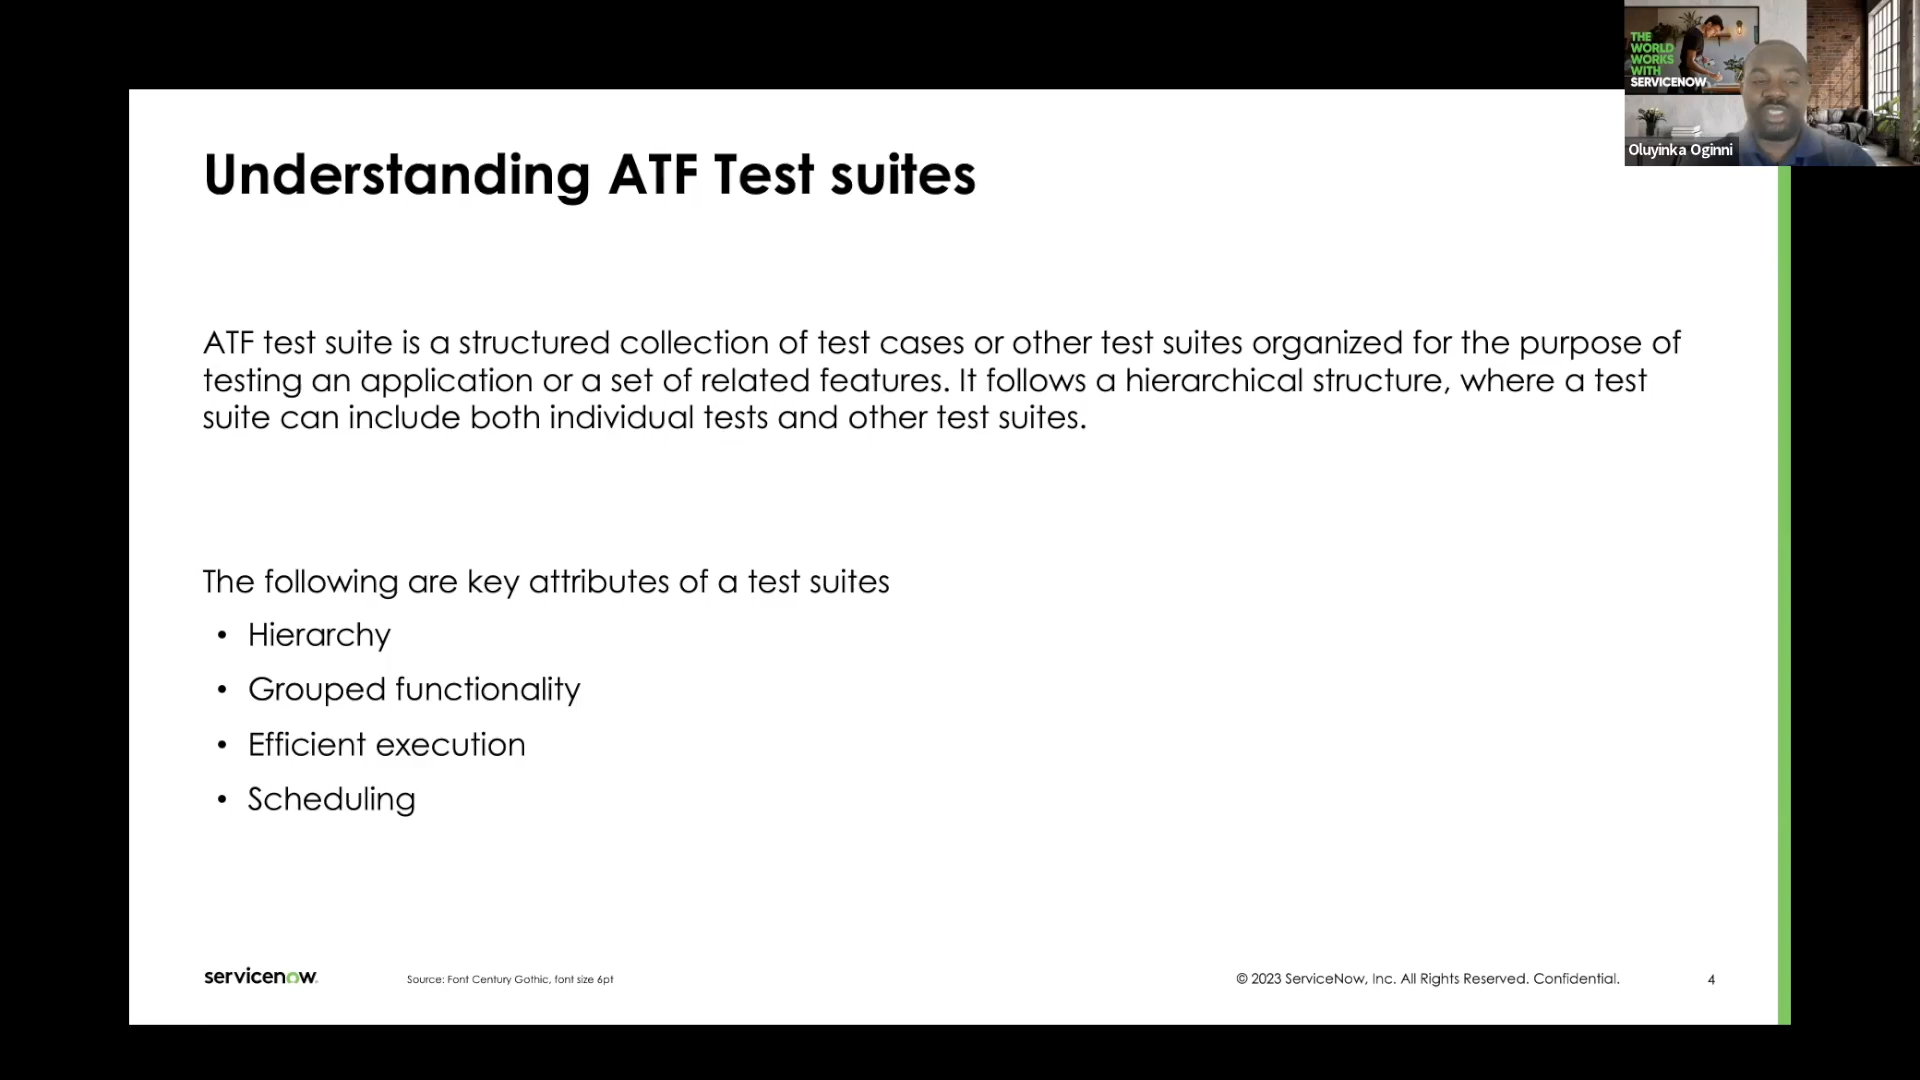 THE
WORLD
WORKS
WITH
SERVICENOW
Oluyinka Oginni
Understanding ATF Test suites
ATF test suite is a structured collection of test cases or other test suites organized for the purpose of
testing an application or a set of related features. It follows a hierarchical structure, where a test
suite can include both individual tests and other test suites.
The following are key attributes of a test suites
• Hierarchy
• Grouped functionality
• Efficient execution
• Scheduling
servicenow
Source: Font Century Gothic, font size 6pt
© 2023 ServiceNow, Inc. All Rights Reserved. Confidential.
4